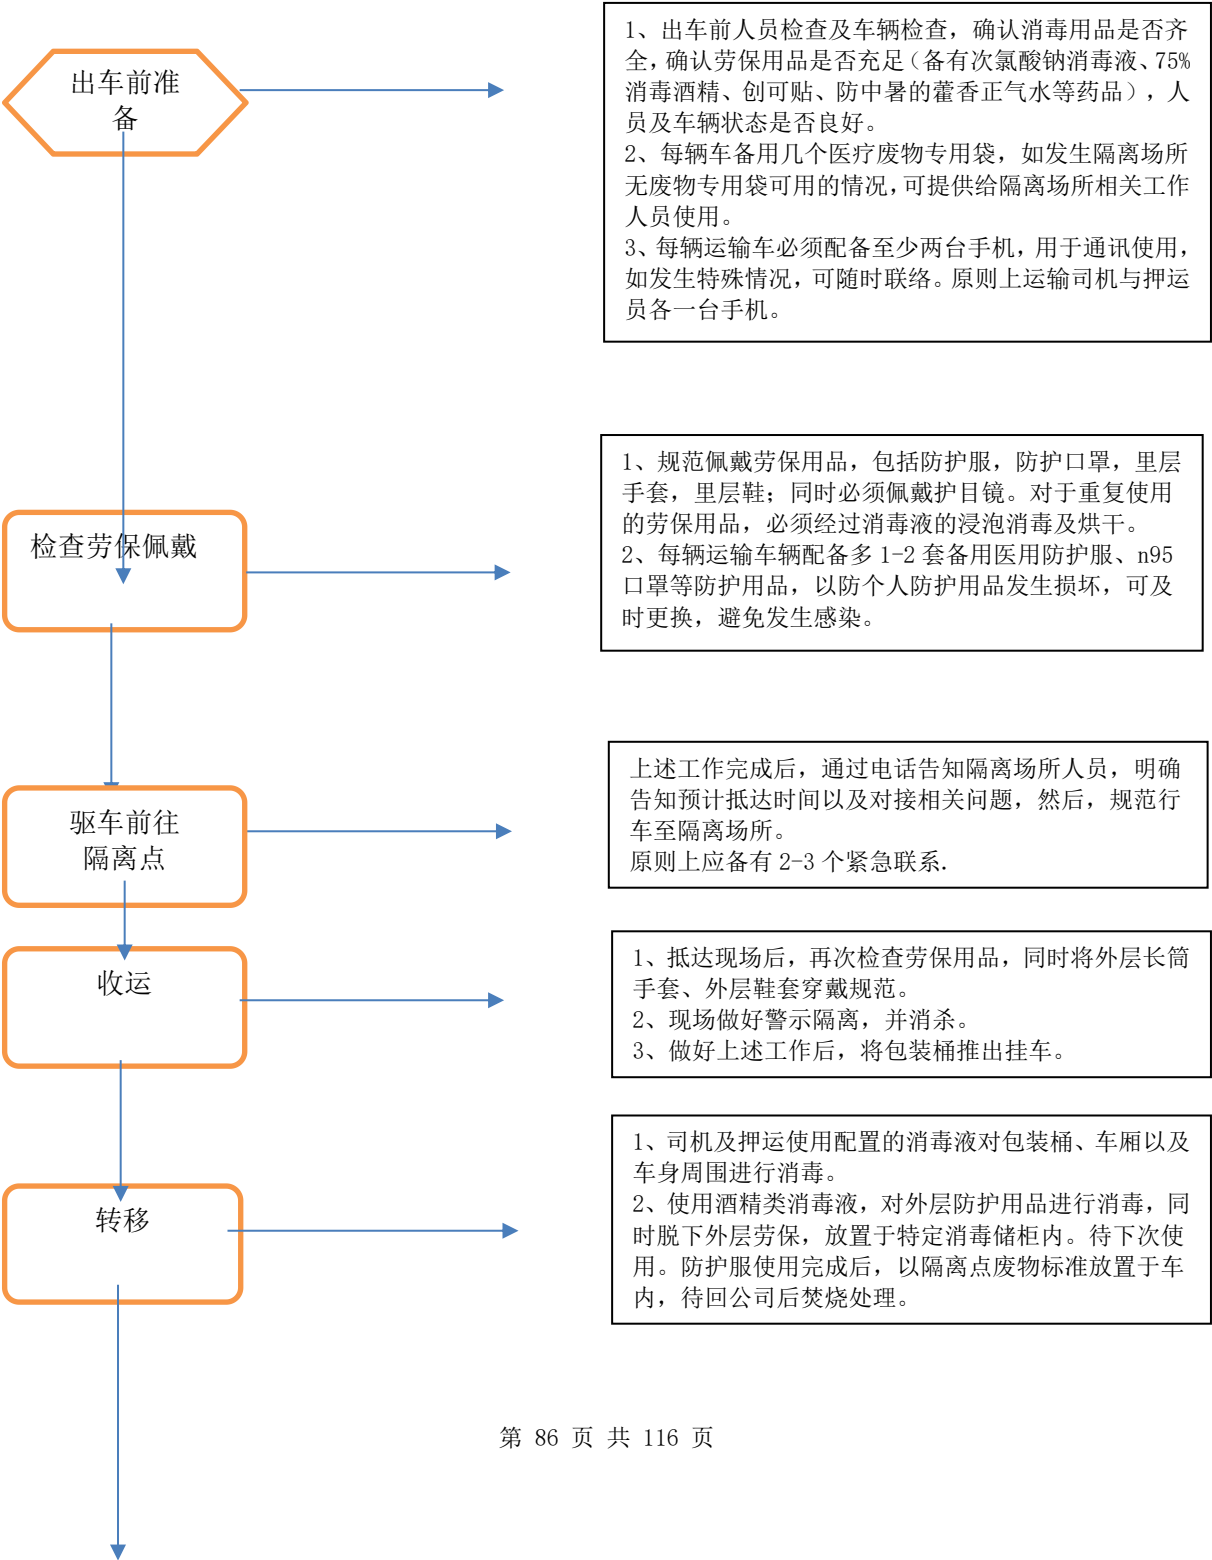 出车前准
备
1、出车前人员检查及车辆检查，确认消毒用品是否齐
全，确认劳保用品是否充足（备有次氯酸钠消毒液、75%
消毒酒精、创可贴、防中暑的藿香正气水等药品），人
员及车辆状态是否良好。
2、每辆车备用几个医疗废物专用袋，如发生隔离场所
无废物专用袋可用的情况，可提供给隔离场所相关工作
人员使用。
3、每辆运输车必须配备至少两台手机，用于通讯使用，
如发生特殊情况，可随时联络。原则上运输司机与押运
员各一台手机。
检查劳保佩戴
1、规范佩戴劳保用品，包括防护服，防护口罩，里层
手套，里层鞋；同时必须佩戴护目镜。对于重复使用
的劳保用品，必须经过消毒液的浸泡消毒及烘干。
2、每辆运输车辆配备多 1-2 套备用医用防护服、n95
口罩等防护用品，以防个人防护用品发生损坏，可及
时更换，避免发生感染。
驱车前往
隔离点
上述工作完成后，通过电话告知隔离场所人员，明确
告知预计抵达时间以及对接相关问题，然后，规范行
车至隔离场所。
原则上应备有 2-3 个紧急联系.
收运
1、抵达现场后，再次检查劳保用品，同时将外层长筒
手套、外层鞋套穿戴规范。
2、现场做好警示隔离，并消杀。
3、做好上述工作后，将包装桶推出挂车。
转移
1、司机及押运使用配置的消毒液对包装桶、车厢以及
车身周围进行消毒。
2、使用酒精类消毒液，对外层防护用品进行消毒，同
时脱下外层劳保，放置于特定消毒储柜内。待下次使
用。防护服使用完成后，以隔离点废物标准放置于车
内，待回公司后焚烧处理。
第 86 页 共 116 页